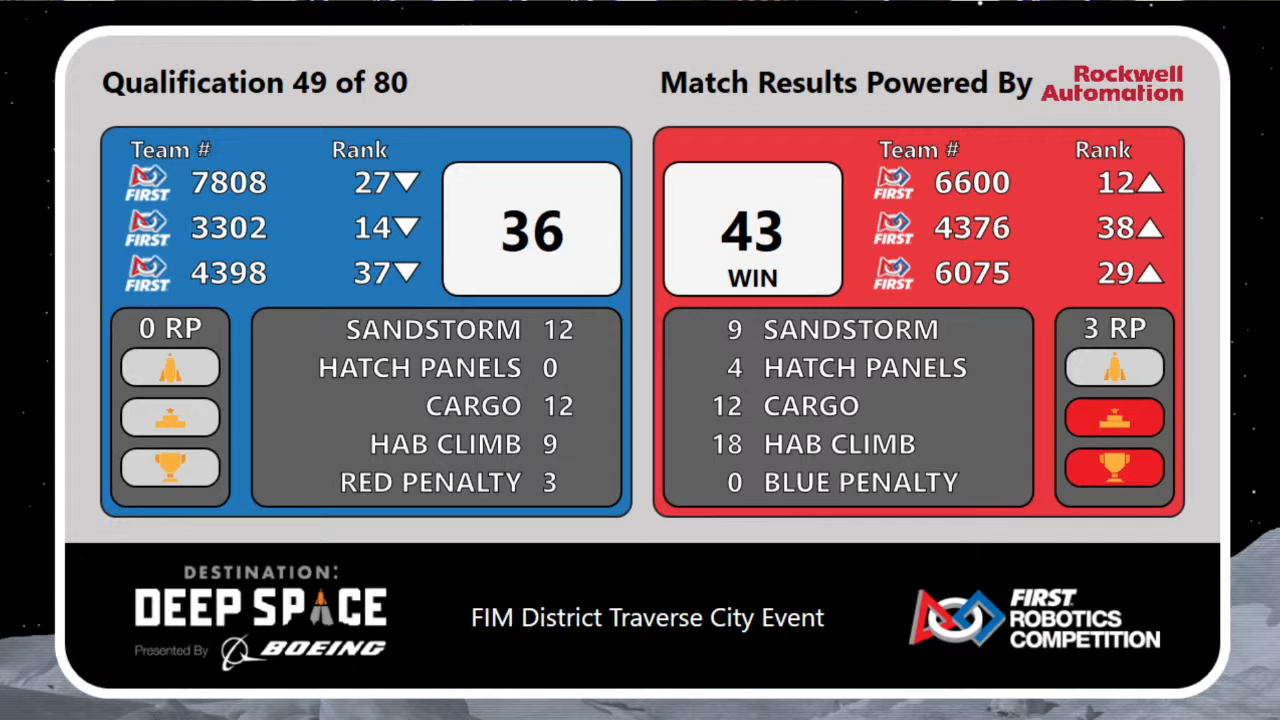 Qualification 49 of 80
Match Results Powered By Rockwell Automation
Team # Rank
FIRST 7808 27▼
FIRST 3302 14▼
FIRST 4398 37▼
36
0 RP
SANDSTORM 12
HATCH PANELS 0
CARGO 12
HAB CLIMB 9
RED PENALTY 3
43
WIN
Team # Rank
FIRST 6600 12▲
FIRST 4376 38▲
FIRST 6075 29▲
9 SANDSTORM
4 HATCH PANELS
12 CARGO
18 HAB CLIMB
0 BLUE PENALTY
3 RP
DESTINATION:
DEEP SPACE
Presented By BOEING
FIM District Traverse City Event
FIRST
ROBOTICS
COMPETITION